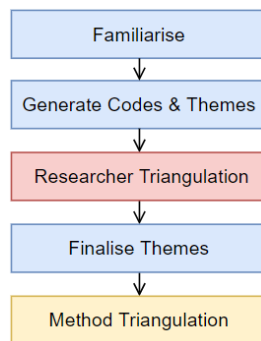 Familiarise
Generate Codes & Themes
Researcher Triangulation
Finalise Themes
Method Triangulation